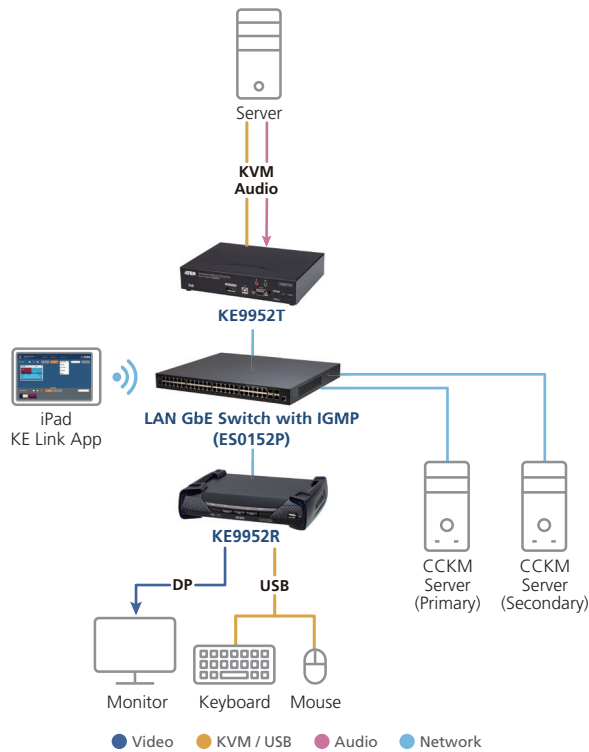 Server
KVM
Audio
ATEN
KE9952T
iPad
KE Link App
LAN GbE Switch with IGMP
(ES0152P)
KE9952R
CCKM
Server
(Primary)
CCKM
Server
(Secondary)
DP
USB
Monitor
Keyboard
Mouse
Video
KVM / USB
Audio
Network